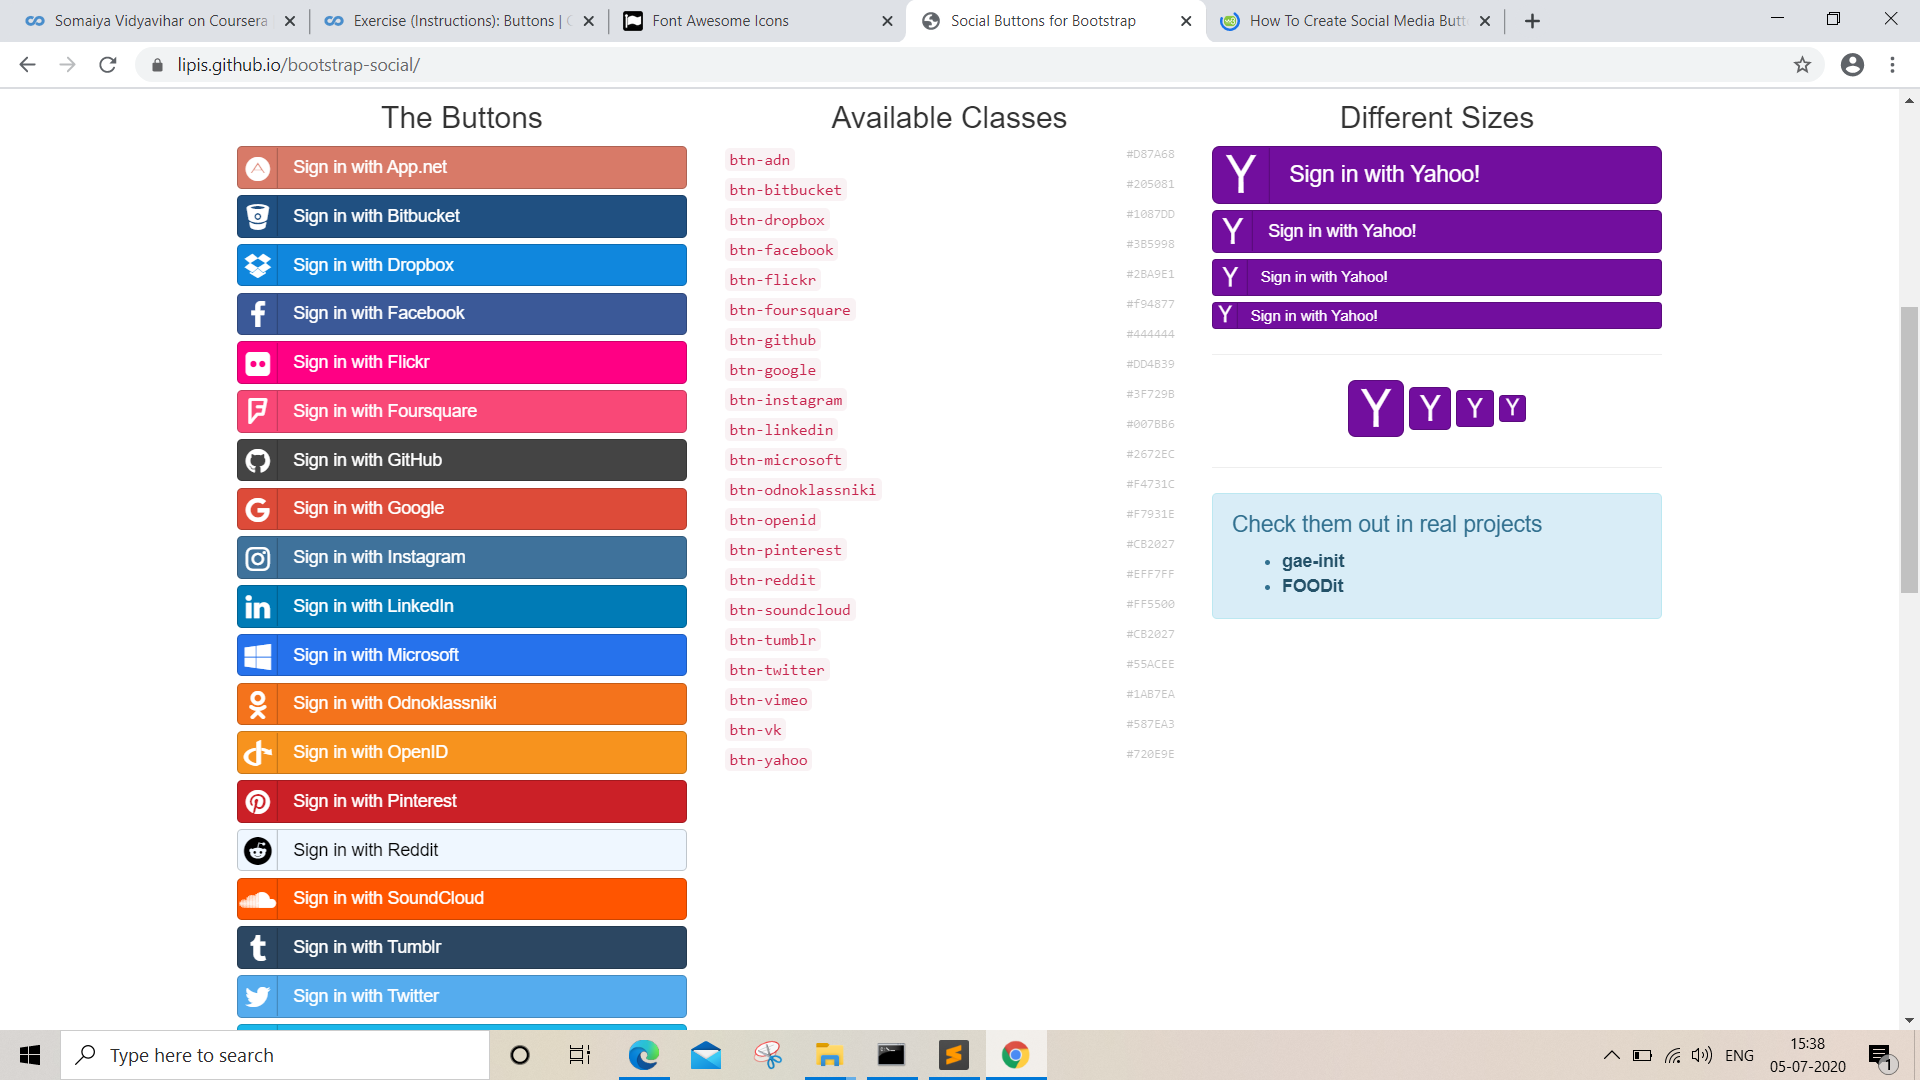 Somaiya Vidyavihar on Coursera
Exercise (Instructions): Buttons |
Font Awesome Icons
Social Buttons for Bootstrap
How To Create Social Media Butt
lipis.github.io/bootstrap-social/
The Buttons
Sign in with App.net
Sign in with Bitbucket
Sign in with Dropbox
Sign in with Facebook
Sign in with Flickr
Sign in with Foursquare
Sign in with GitHub
Sign in with Google
Sign in with Instagram
Sign in with LinkedIn
Sign in with Microsoft
Sign in with Odnoklassniki
Sign in with OpenID
Sign in with Pinterest
Sign in with Reddit
Sign in with SoundCloud
Sign in with Tumblr
Sign in with Twitter
Available Classes
btn-adn #D87A68
btn-bitbucket #205081
btn-dropbox #1087DD
btn-facebook #3B5998
btn-flickr #2BA9E1
btn-foursquare #f94877
btn-github #444444
btn-google #DD4B39
btn-instagram #3F729B
btn-linkedin #007BB6
btn-microsoft #2672EC
btn-odnoklassniki #F4731C
btn-openid #F7931E
btn-pinterest #CB2027
btn-reddit #EFF7FF
btn-soundcloud #FF5500
btn-tumblr #CB2027
btn-twitter #55ACEE
btn-vimeo #1AB7EA
btn-vk #587EA3
btn-yahoo #720E9E
Different Sizes
Y Sign in with Yahoo!
Y Sign in with Yahoo!
Y Sign in with Yahoo!
Y Sign in with Yahoo!
Y Y Y Y
Check them out in real projects
• gae-init
• FOODit
Type here to search
ENG
15:38
05-07-2020
1